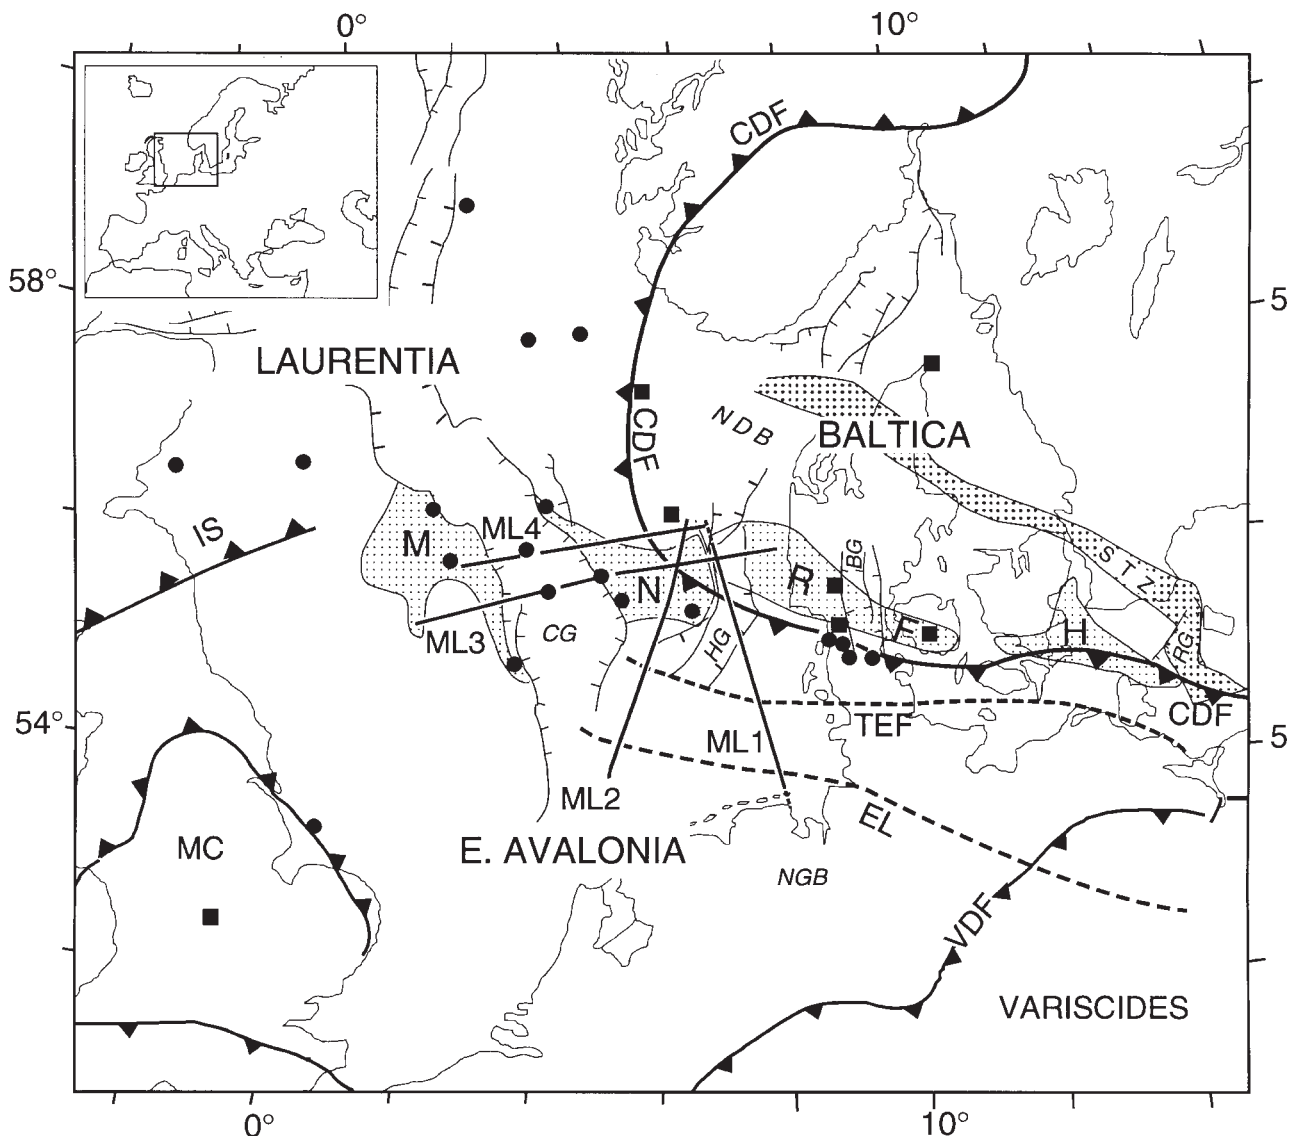 0°
10°
CDF
58°
5
LAURENTIA
CDF
NDB
BALTICA
IS
M
ML4
STZ
N
R
BG
ML3
CG
HG
F
H
RG
54°
TEF
CDF
5
ML1
ML2
EL
MC
E. AVALONIA
NGB
VDF
VARISCIDES
0°
10°